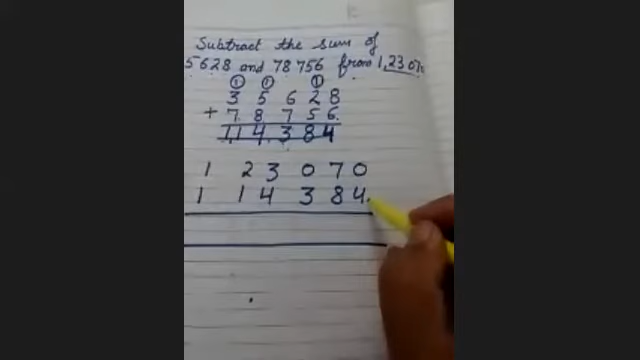 Subtract the sum of
5628 and 78756 from 1,2307
① ① ①
3 5 6 2 8
+ 7 8 7 5 6
1 1 4 3 8 4
1 2 3 0 7 0
1 1 4 3 8 4